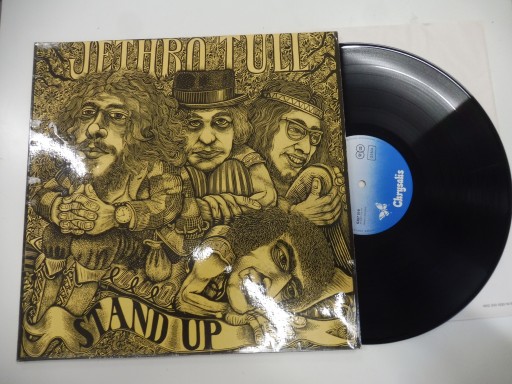 JETHRO TULL
STAND UP
Chrysalis